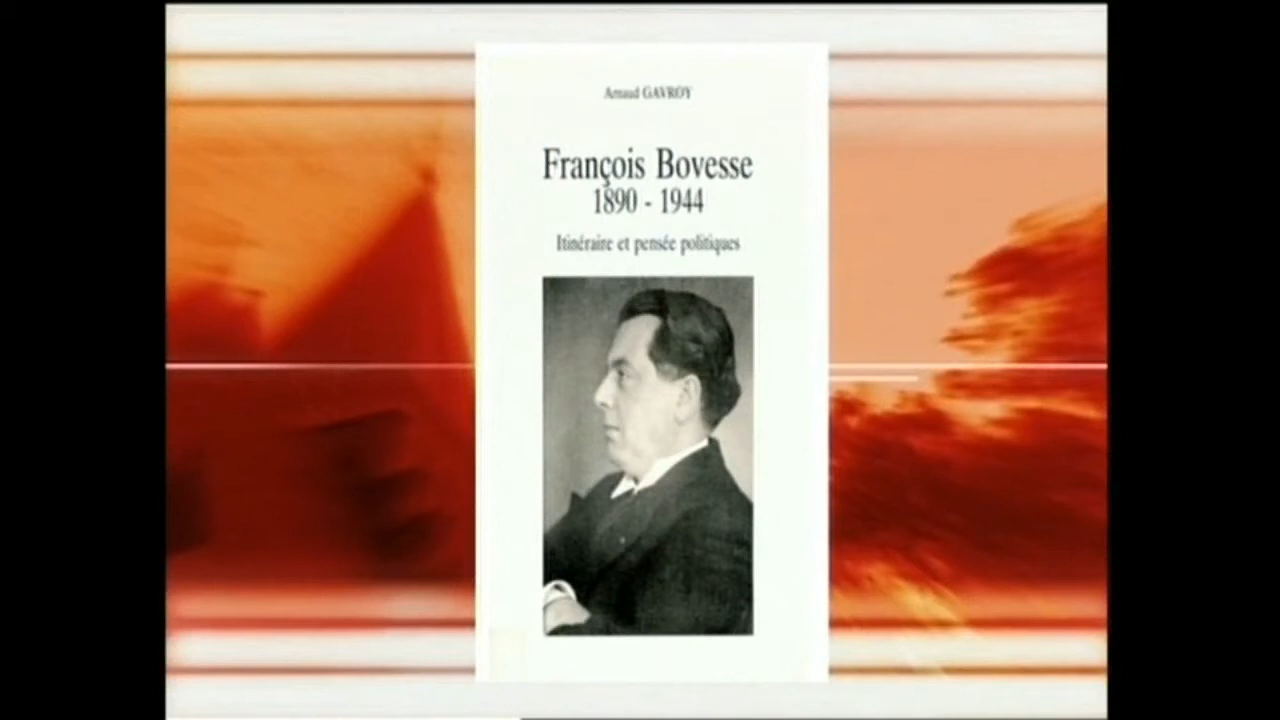 Arnaud GAVROY
François Bovesse
1890 - 1944
Itinéraire et pensée politiques